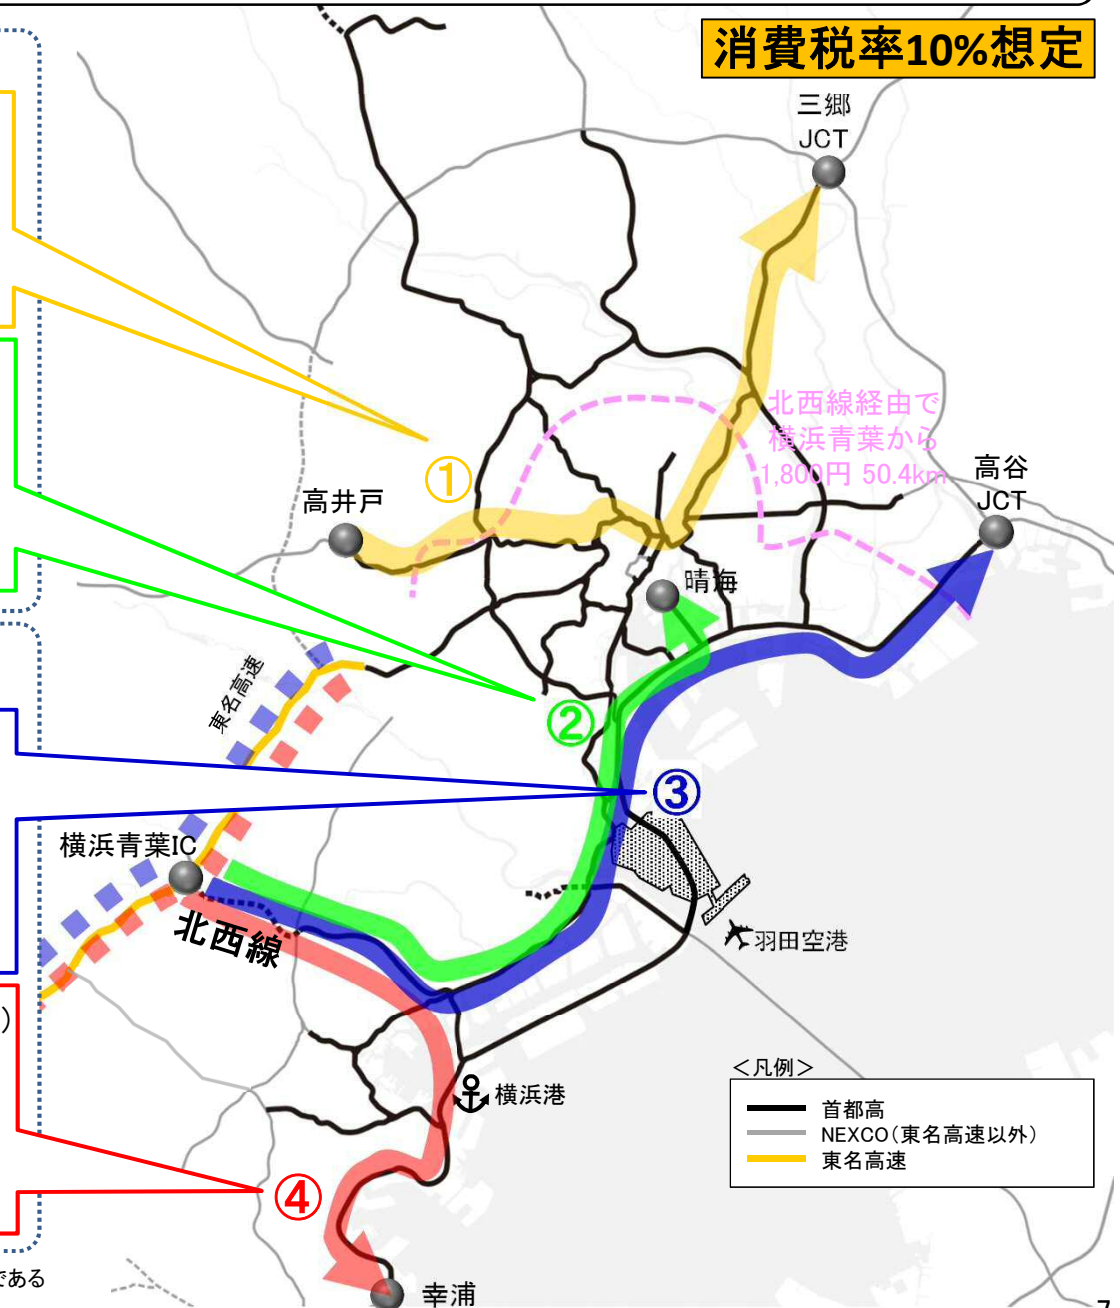 消費税率10%想定
三郷
JCT
北西線経由で
横浜青葉から
1,800円 50.4km
高谷
JCT
①
高井戸
晴海
東名高速
②
③
横浜青葉IC
北西線
羽田空港
)
横浜港
<凡例>
首都高
NEXCO(東名高速以外)
東名高速
④
である
幸浦
7